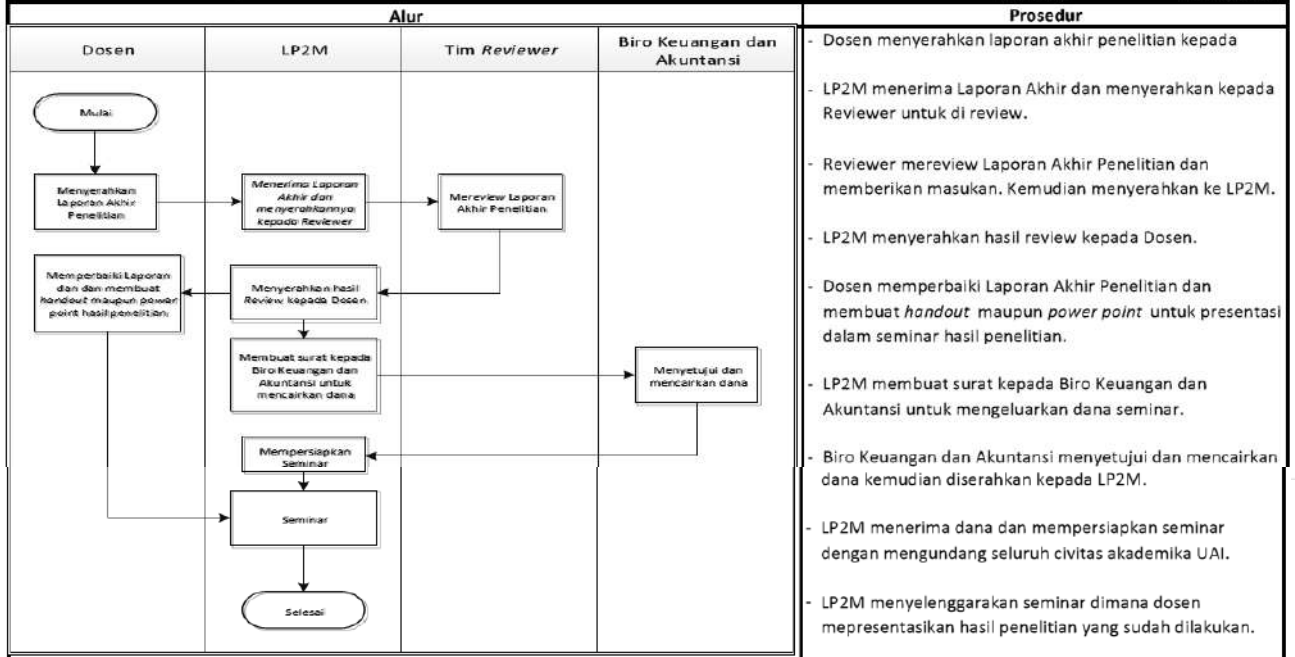 Alur
Prosedur
Dosen
LP2M
Tim Reviewer
Biro Keuangan dan
Akuntansi
Mulai
Menyerahkan
Laporan Akhir
Penelitian
Menerima Laporan
Akhir dan
menyerahkannya
kepada Reviewer
Mereview Laporan
Akhir Penelitian
Memperbaiki Laporan
dan dan membuat
handout maupun power
point hasil penelitian.
Menyerahkan hasil
Review kepada Dosen.
Membuat surat kepada
Biro Keuangan dan
Akuntansi untuk
mencairkan dana
Menyetujui dan
mencairkan dana
Mempersiapkan
Seminar
Seminar
Selesai
- Dosen menyerahkan laporan akhir penelitian kepada
- LP2M menerima Laporan Akhir dan menyerahkan kepada
Reviewer untuk di review.
- Reviewer mereview Laporan Akhir Penelitian dan
memberikan masukan. Kemudian menyerahkan ke LP2M.
- LP2M menyerahkan hasil review kepada Dosen.
- Dosen memperbaiki Laporan Akhir Penelitian dan
membuat handout maupun power point untuk presentasi
dalam seminar hasil penelitian.
- LP2M membuat surat kepada Biro Keuangan dan
Akuntansi untuk mengeluarkan dana seminar.
- Biro Keuangan dan Akuntansi menyetujui dan mencairkan
dana kemudian diserahkan kepada LP2M.
- LP2M menerima dana dan mempersiapkan seminar
dengan mengundang seluruh civitas akademika UAI.
- LP2M menyelenggarakan seminar dimana dosen
mepresentasikan hasil penelitian yang sudah dilakukan.